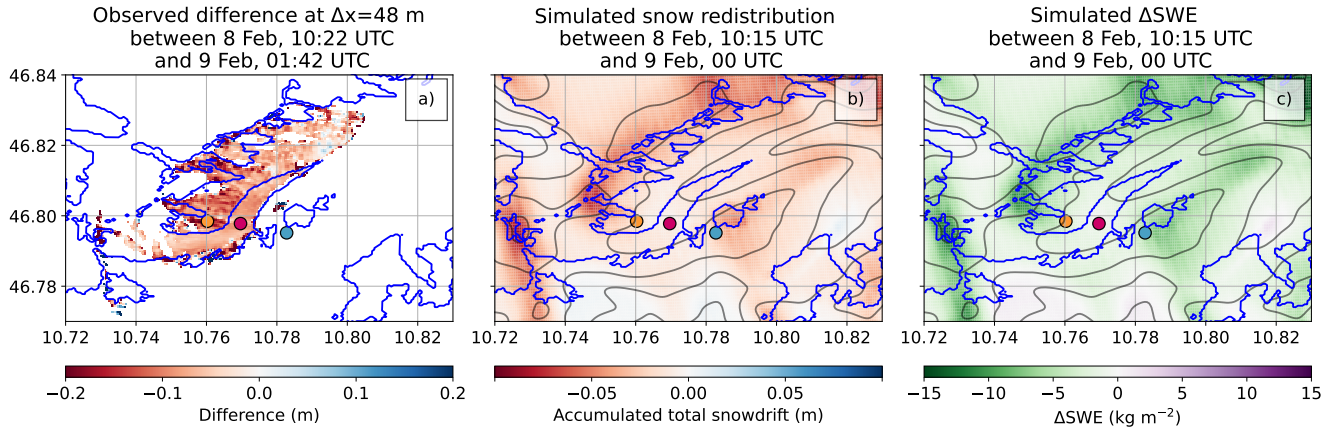 Observed difference at Δx=48 m
between 8 Feb, 10:22 UTC
and 9 Feb, 01:42 UTC
Simulated snow redistribution
between 8 Feb, 10:15 UTC
and 9 Feb, 00 UTC
Simulated ΔSWE
between 8 Feb, 10:15 UTC
and 9 Feb, 00 UTC
46.84
46.82
46.80
46.78
a)
b)
c)
10.72 10.74 10.76 10.78 10.80 10.82
10.72 10.74 10.76 10.78 10.80 10.82
10.72 10.74 10.76 10.78 10.80 10.82
−0.2 −0.1 0.0 0.1 0.2
Difference (m)
−0.05 0.00 0.05
Accumulated total snowdrift (m)
−15 −10 −5 0 5 10 15
ΔSWE (kg m⁻²)